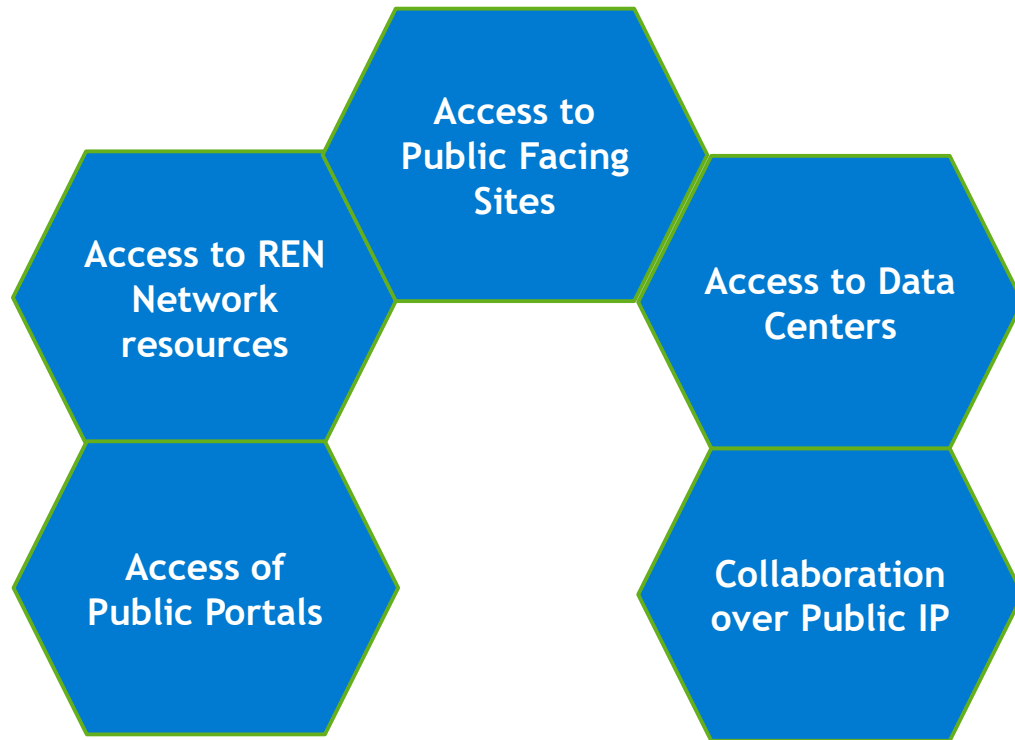 Access to
Public Facing
Sites
Access to REN
Network
resources
Access to Data
Centers
Access of
Public Portals
Collaboration
over Public IP